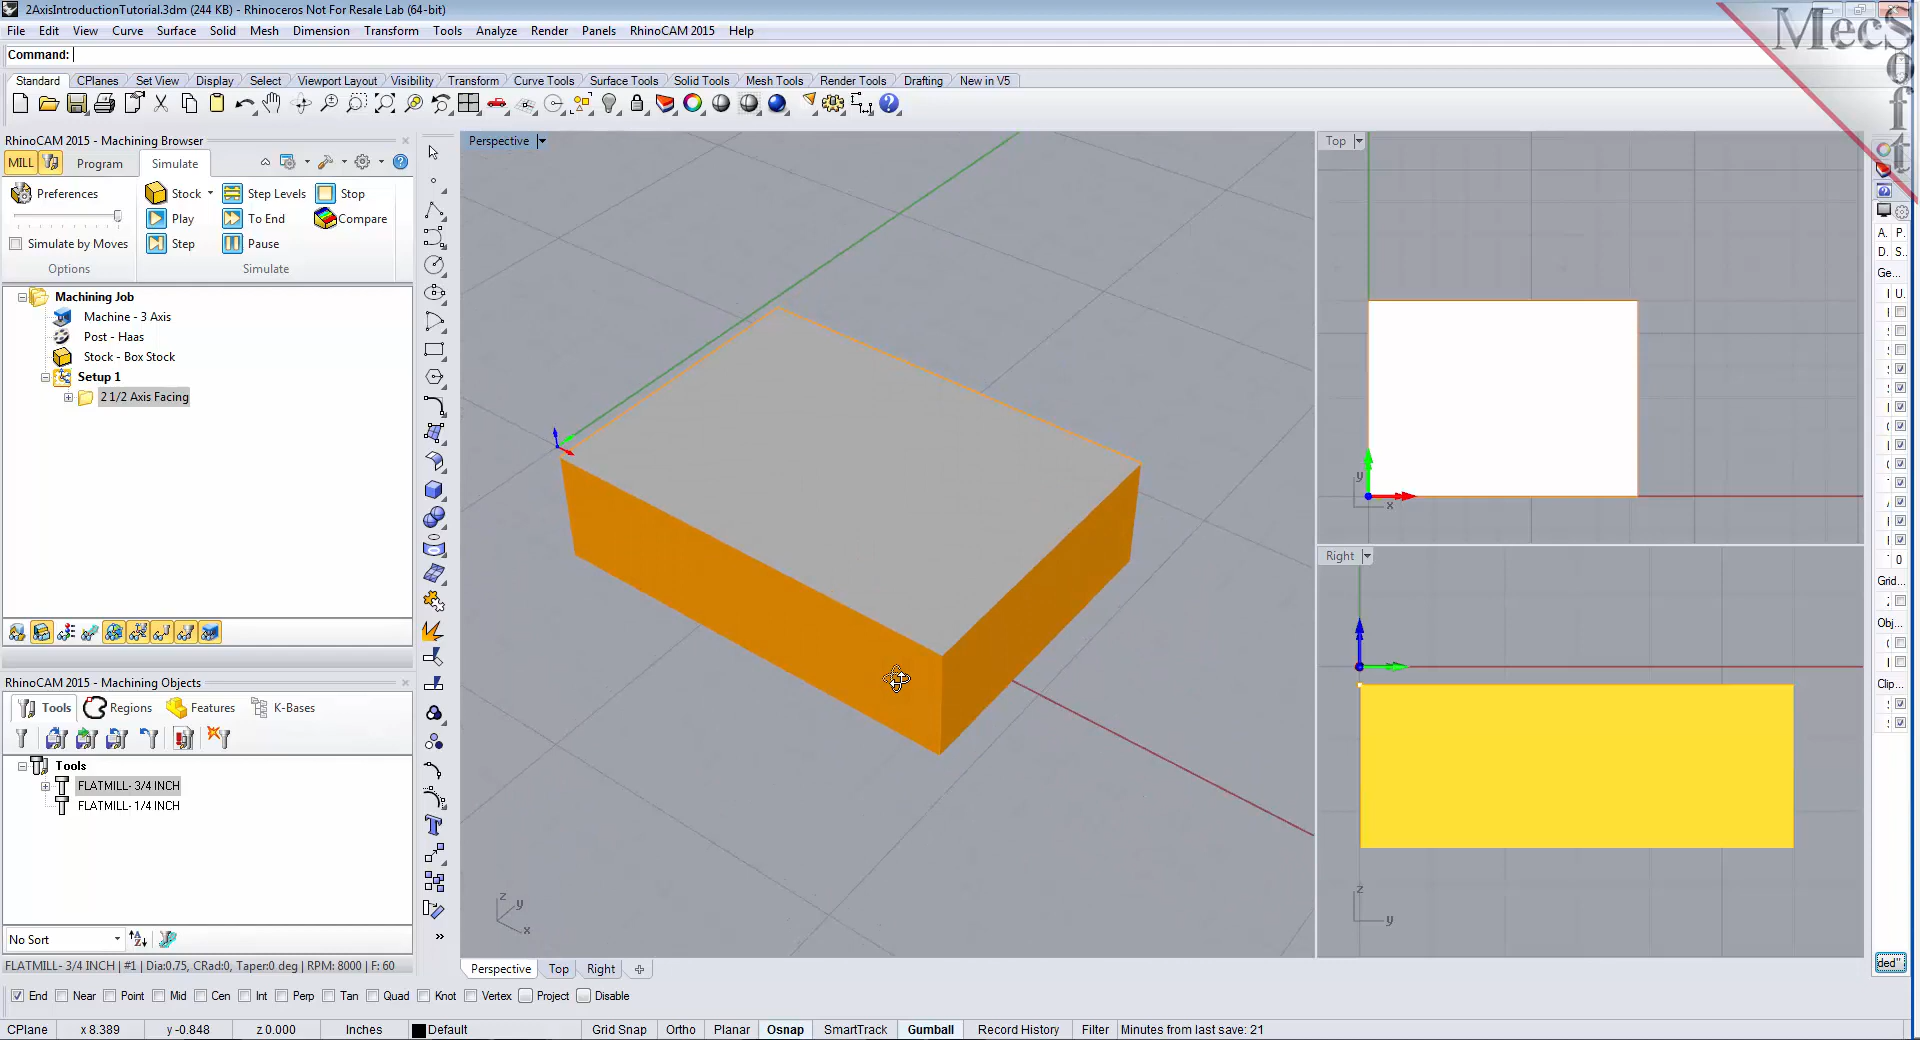 2AxisIntroductionTutorial.3dm (244 KB) - Rhinoceros Not For Resale Lab (64-bit)
File Edit View Curve Surface Solid Mesh Dimension Transform Tools Analyze Render Panels RhinoCAM 2015 Help
Command:
Standard CPlanes Set View Display Select Viewport Layout Visibility Transform Curve Tools Surface Tools Solid Tools Mesh Tools Render Tools Drafting New in V5
MecSoft
RhinoCAM 2015 - Machining Browser
MILL Program Simulate
Preferences Stock Step Levels Stop
Play To End Compare
Simulate by Moves Step Pause
Options Simulate
Machining Job
Machine - 3 Axis
Post - Haas
Stock - Box Stock
Setup 1
2 1/2 Axis Facing
RhinoCAM 2015 - Machining Objects
Tools Regions Features K-Bases
Tools
FLATMILL- 3/4 INCH
FLATMILL- 1/4 INCH
No Sort
FLATMILL- 3/4 INCH | #1 | Dia:0.75, CRad:0, Taper:0 deg | RPM: 8000 | F: 60
Perspective
z y x
Top
y x
Right
z y
A. P.
D. S..
Ge...
U.
0
Grid...
Obj...
Clip...
ded"
Perspective Top Right
End Near Point Mid Cen Int Perp Tan Quad Knot Vertex Project Disable
CPlane x 8.389 y -0.848 z 0.000 Inches Default Grid Snap Ortho Planar Osnap SmartTrack Gumball Record History Filter Minutes from last save: 21